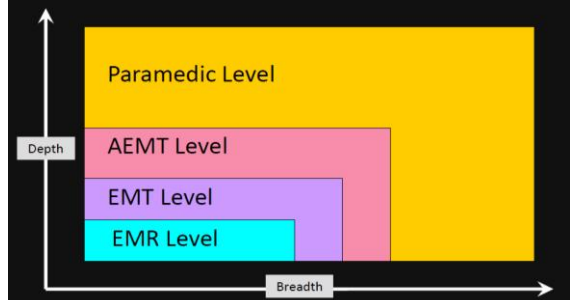 Paramedic Level
AEMT Level
Depth
EMT Level
EMR Level
Breadth